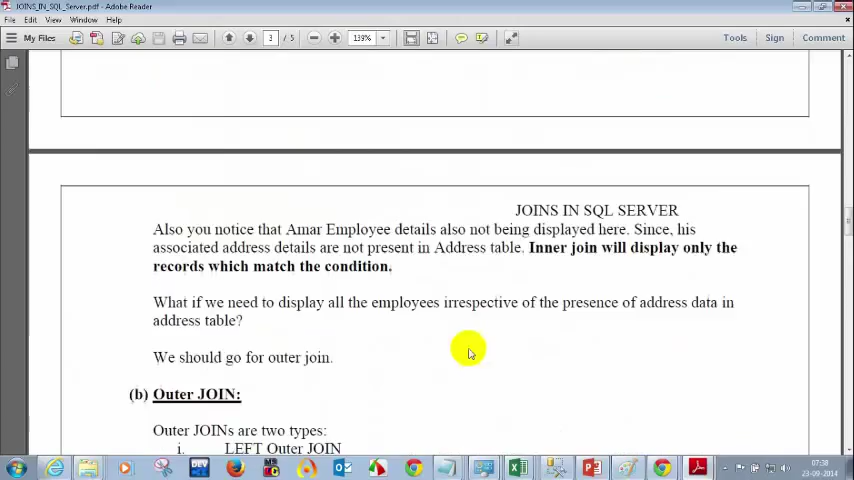 JOINS_IN_SQL_Server.pdf - Adobe Reader
File Edit View Window Help
My Files 3 / 5 139% Tools Sign Comment
JOINS IN SQL SERVER
Also you notice that Amar Employee details also not being displayed here. Since, his
associated address details are not present in Address table. Inner join will display only the
records which match the condition.
What if we need to display all the employees irrespective of the presence of address data in
address table?
We should go for outer join.
(b) Outer JOIN:
Outer JOINs are two types:
i. LEFT Outer JOIN
DEV
07:38
23-09-2014